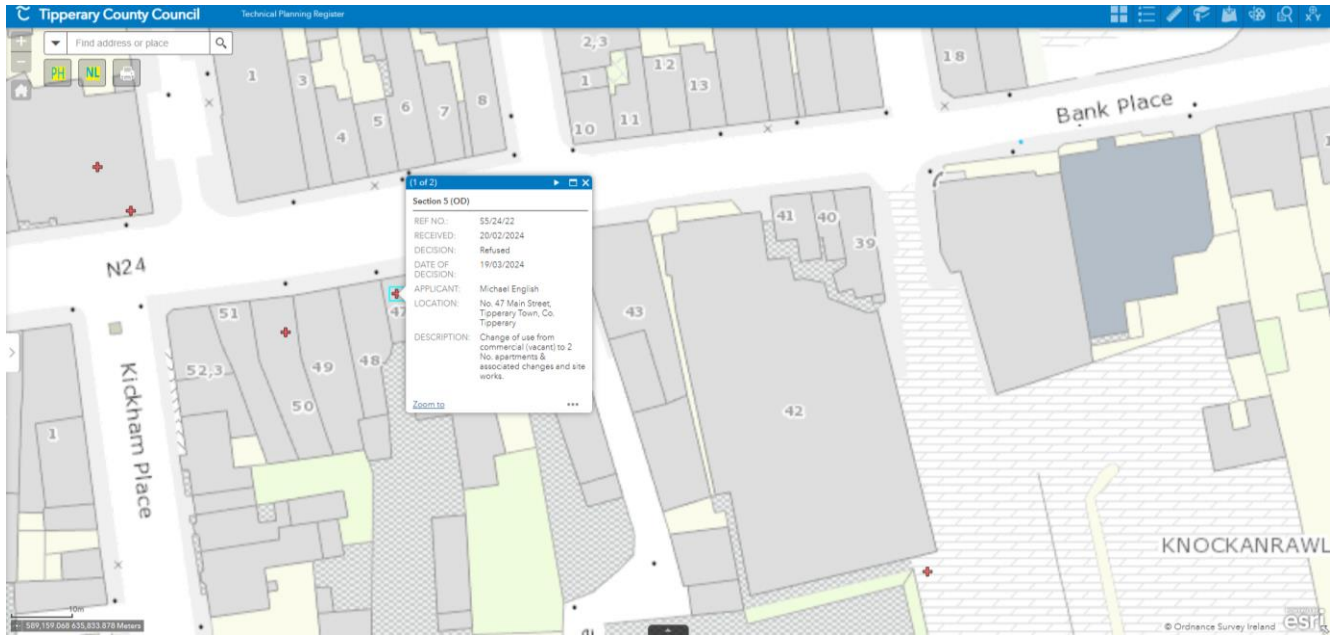 Tipperary County Council
Technical Planning Register
Find address or place
PH NL
2,3
18
1
3
4
5
6
7
8
1
12
13
10
11
Bank Place
(1 of 2)
Section 5 (OD)
REF NO.: S5/24/22
RECEIVED: 20/02/2024
DECISION: Refused
DATE OF DECISION: 19/03/2024
APPLICANT: Michael English
LOCATION: No. 47 Main Street,
Tipperary Town, Co.
Tipperary
DESCRIPTION: Change of use from
commercial (vacant) to 2
No. apartments &
associated changes and site
works.
Zoom to
N24
41
40
39
51
47
43
52,3
49
48
50
42
1
Kickham Place
KNOCKANRAWL
10m
589,159.068 635,833.878 Meters
© Ordnance Survey Ireland
esri